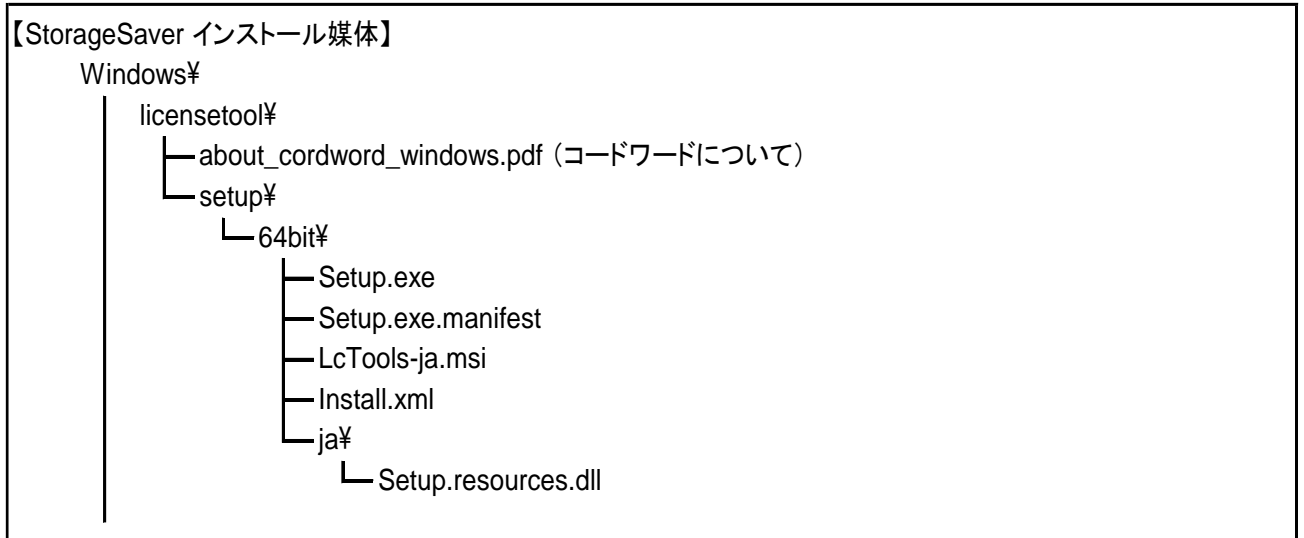 【StorageSaver インストール媒体】
Windows¥
licensetool¥
about_cordword_windows.pdf（コードワードについて）
setup¥
64bit¥
Setup.exe
Setup.exe.manifest
LcTools-ja.msi
Install.xml
ja¥
Setup.resources.dll